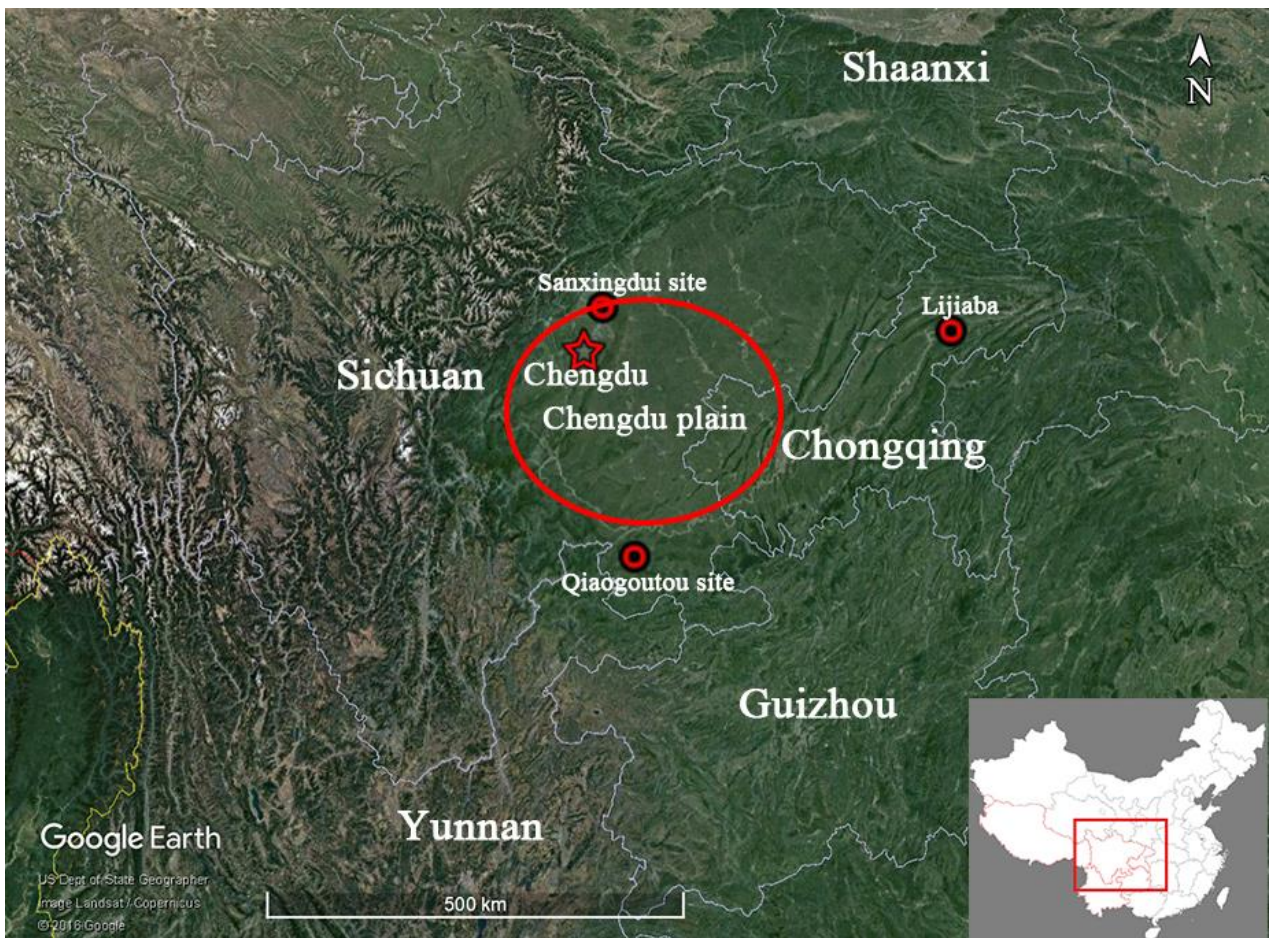 Shaanxi
N
Sanxingdui site
Lijiaba
Sichuan
Chengdu
Chengdu plain
Chongqing
Qiaogoutou site
Guizhou
Yunnan
Google Earth
US Dept of State Geographer
Image Landsat / Copernicus
© 2016 Google
500 km